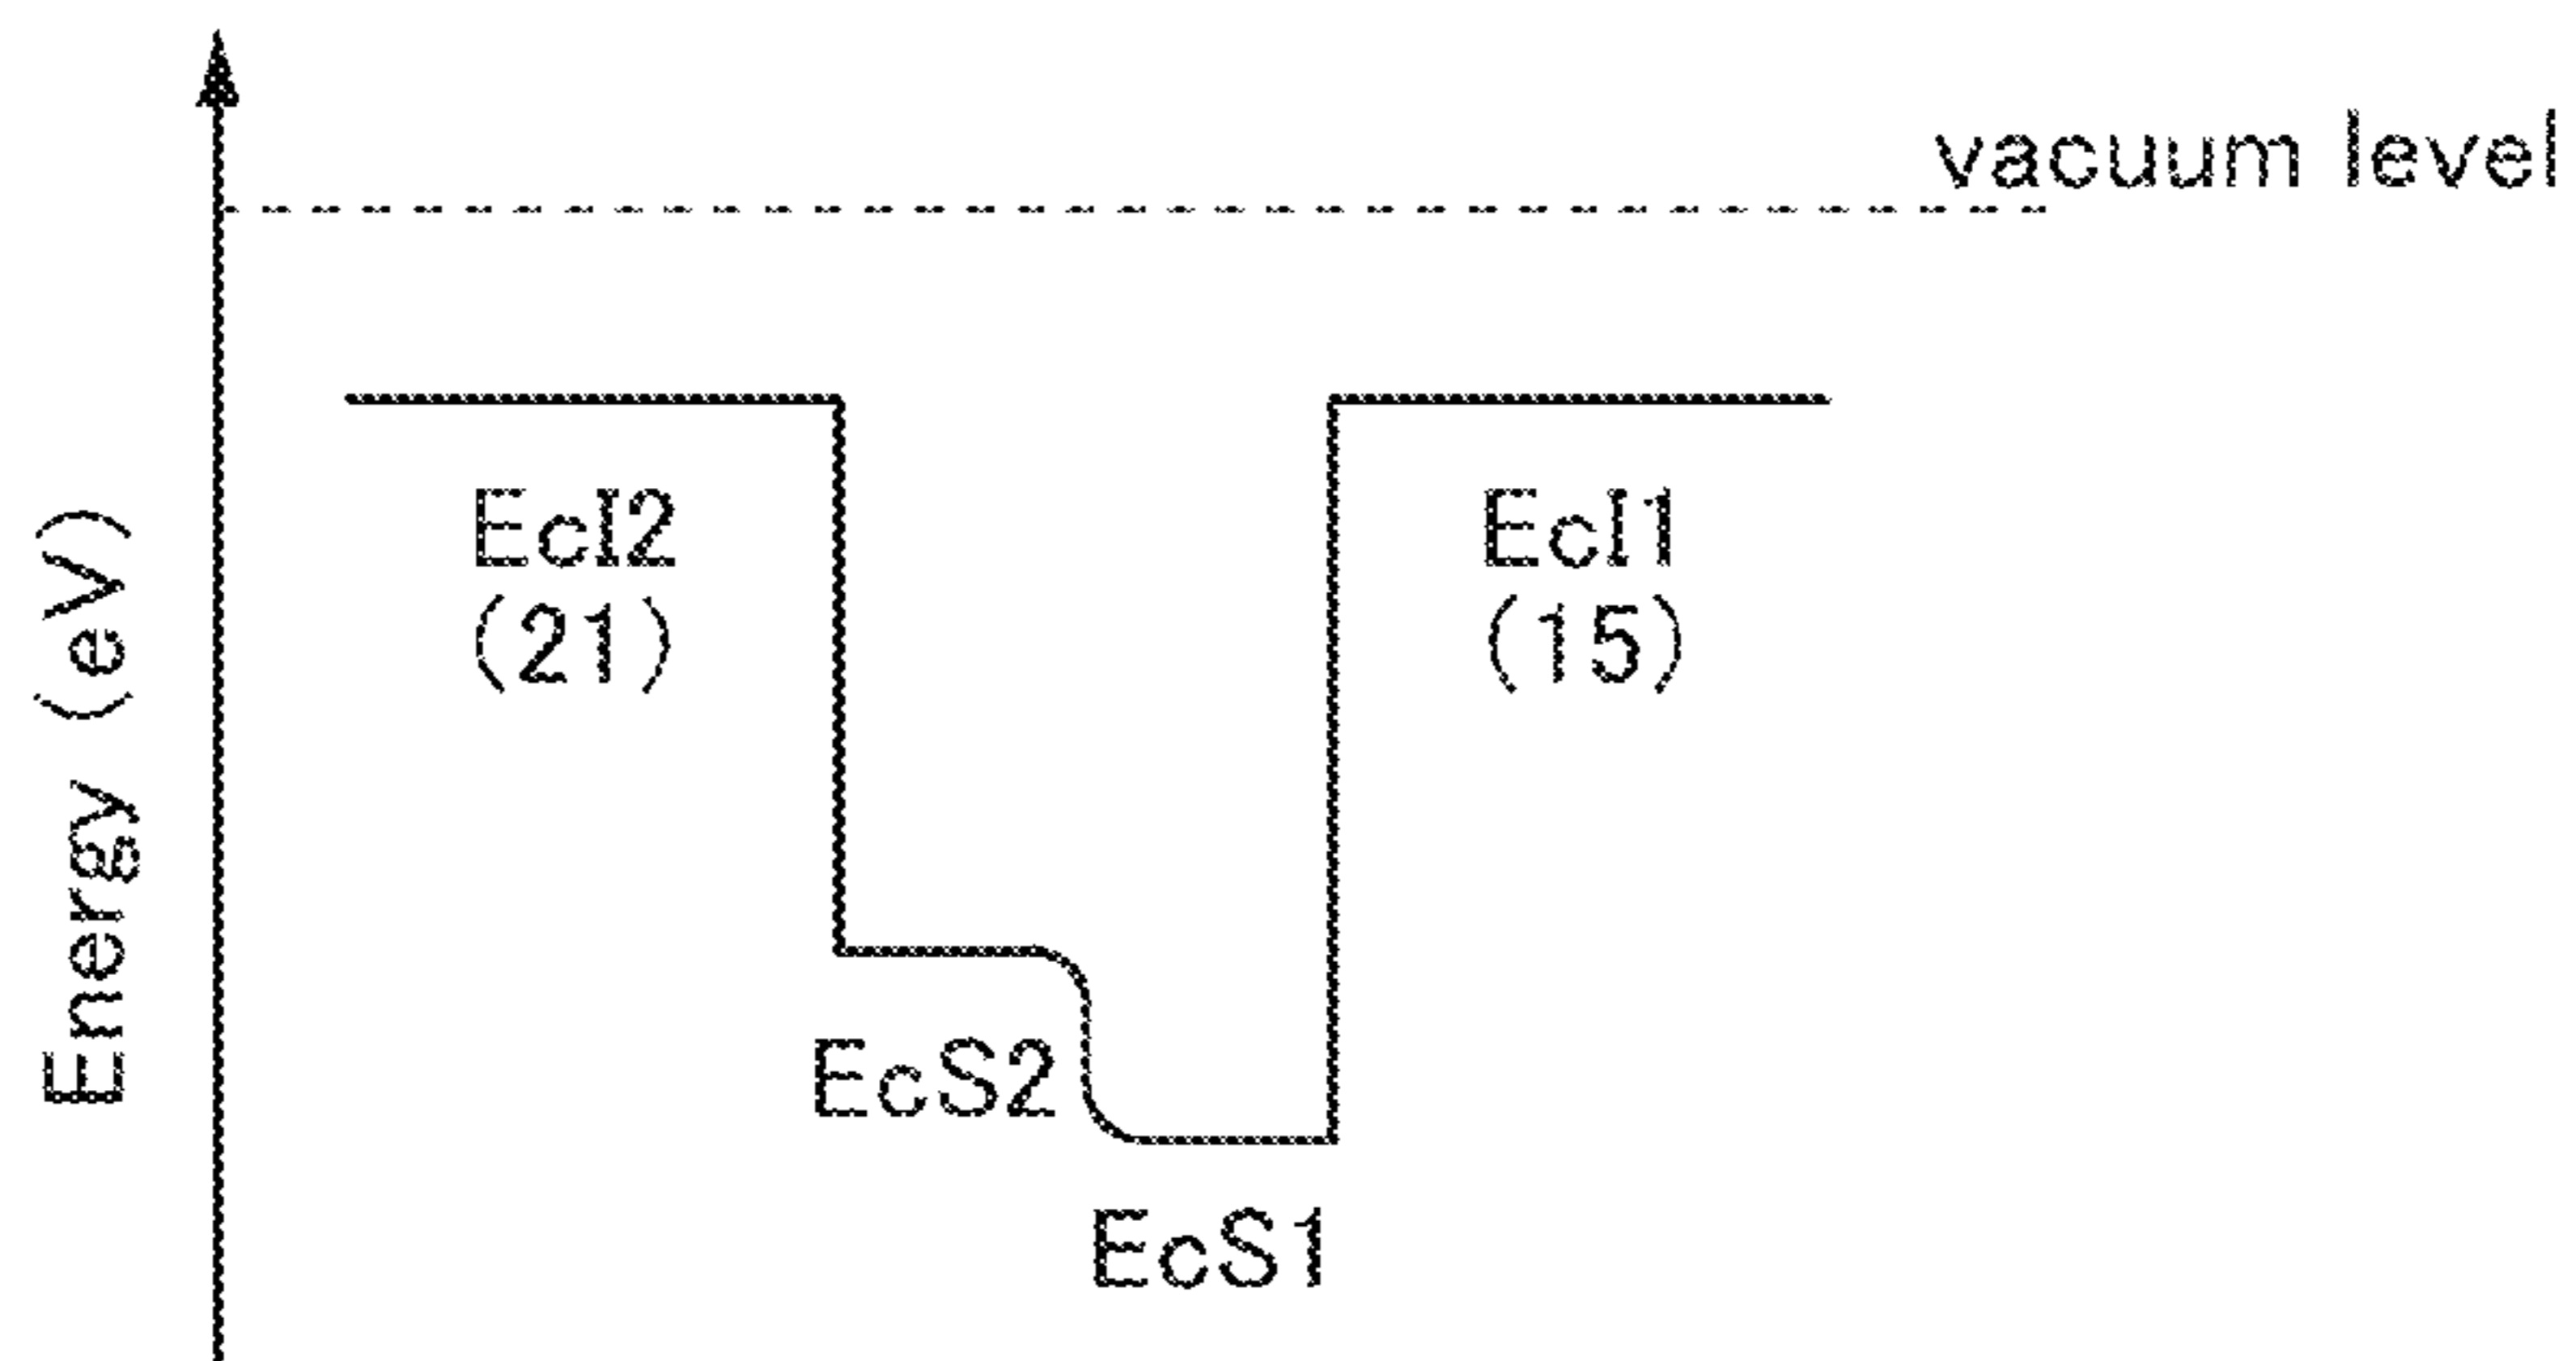 vacuum level
Energy (eV)
EcI2
(21)
EcI1
(15)
EcS2
EcS1